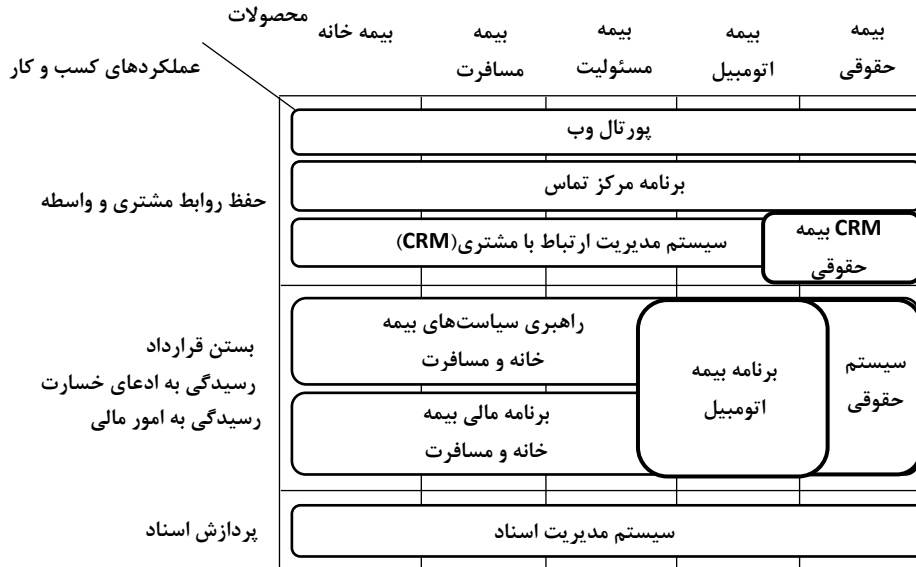 محصولات
عملکردهای کسب و کار
بیمه خانه
بیمه
مسافرت
بیمه
مسئولیت
بیمه
اتومبیل
بیمه
حقوقی
پورتال وب
برنامه مرکز تماس
حفظ روابط مشتری و واسطه
سیستم مدیریت ارتباط با مشتری(CRM)
CRM بیمه
حقوقی
راهبری سیاست‌های بیمه
خانه و مسافرت
بستن قرارداد
رسیدگی به ادعای خسارت
رسیدگی به امور مالی
برنامه مالی بیمه
خانه و مسافرت
برنامه بیمه
اتومبیل
سیستم
حقوقی
پردازش اسناد
سیستم مدیریت اسناد